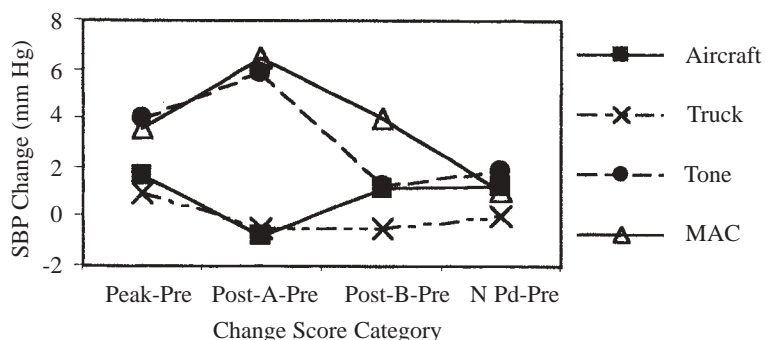 SBP Change (mm Hg)
8
6
4
2
0
-2
Peak-Pre Post-A-Pre Post-B-Pre N Pd-Pre
Change Score Category
Aircraft
Truck
Tone
MAC